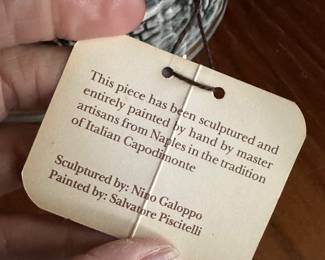 This piece has been sculptured and
entirely painted by hand by master
artisans from Naples in the tradition
of Italian Capodimonte
Sculptured by: Nino Galoppo
Painted by: Salvatore Piscitelli